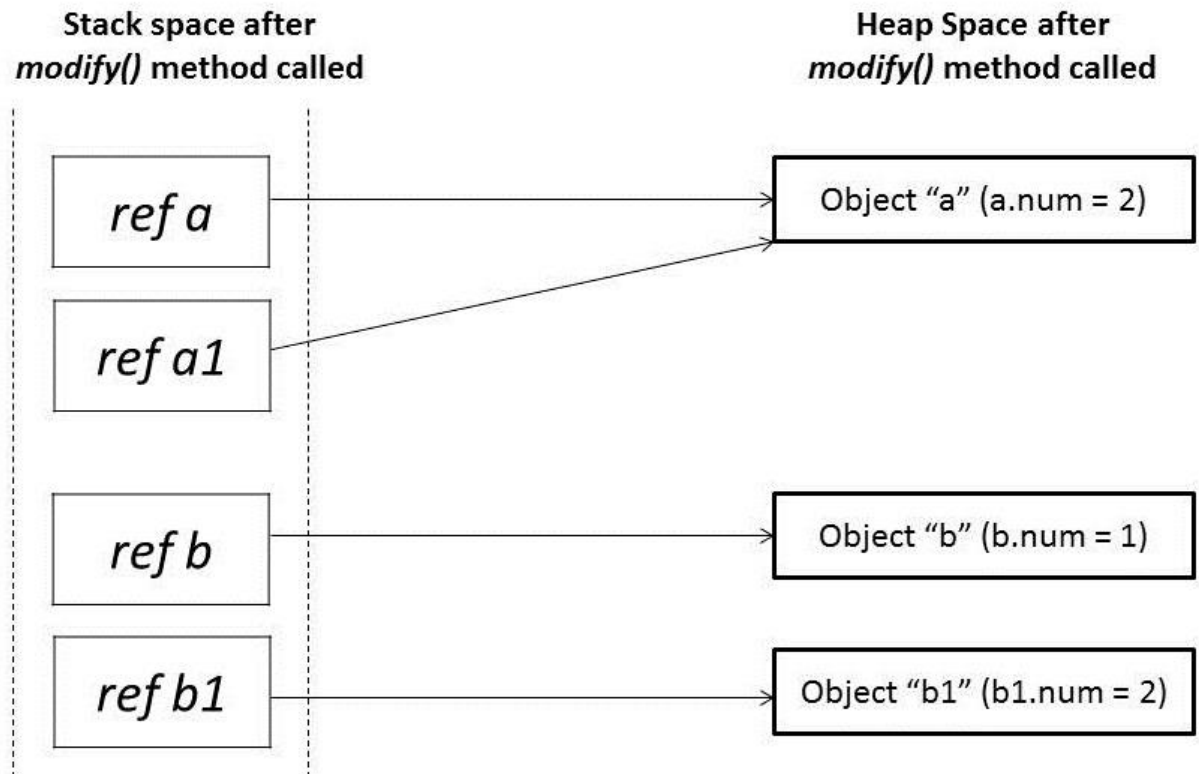 Stack space after
modify() method called
Heap Space after
modify() method called
ref a
Object “a” (a.num = 2)
ref a1
ref b
Object “b” (b.num = 1)
ref b1
Object “b1” (b1.num = 2)